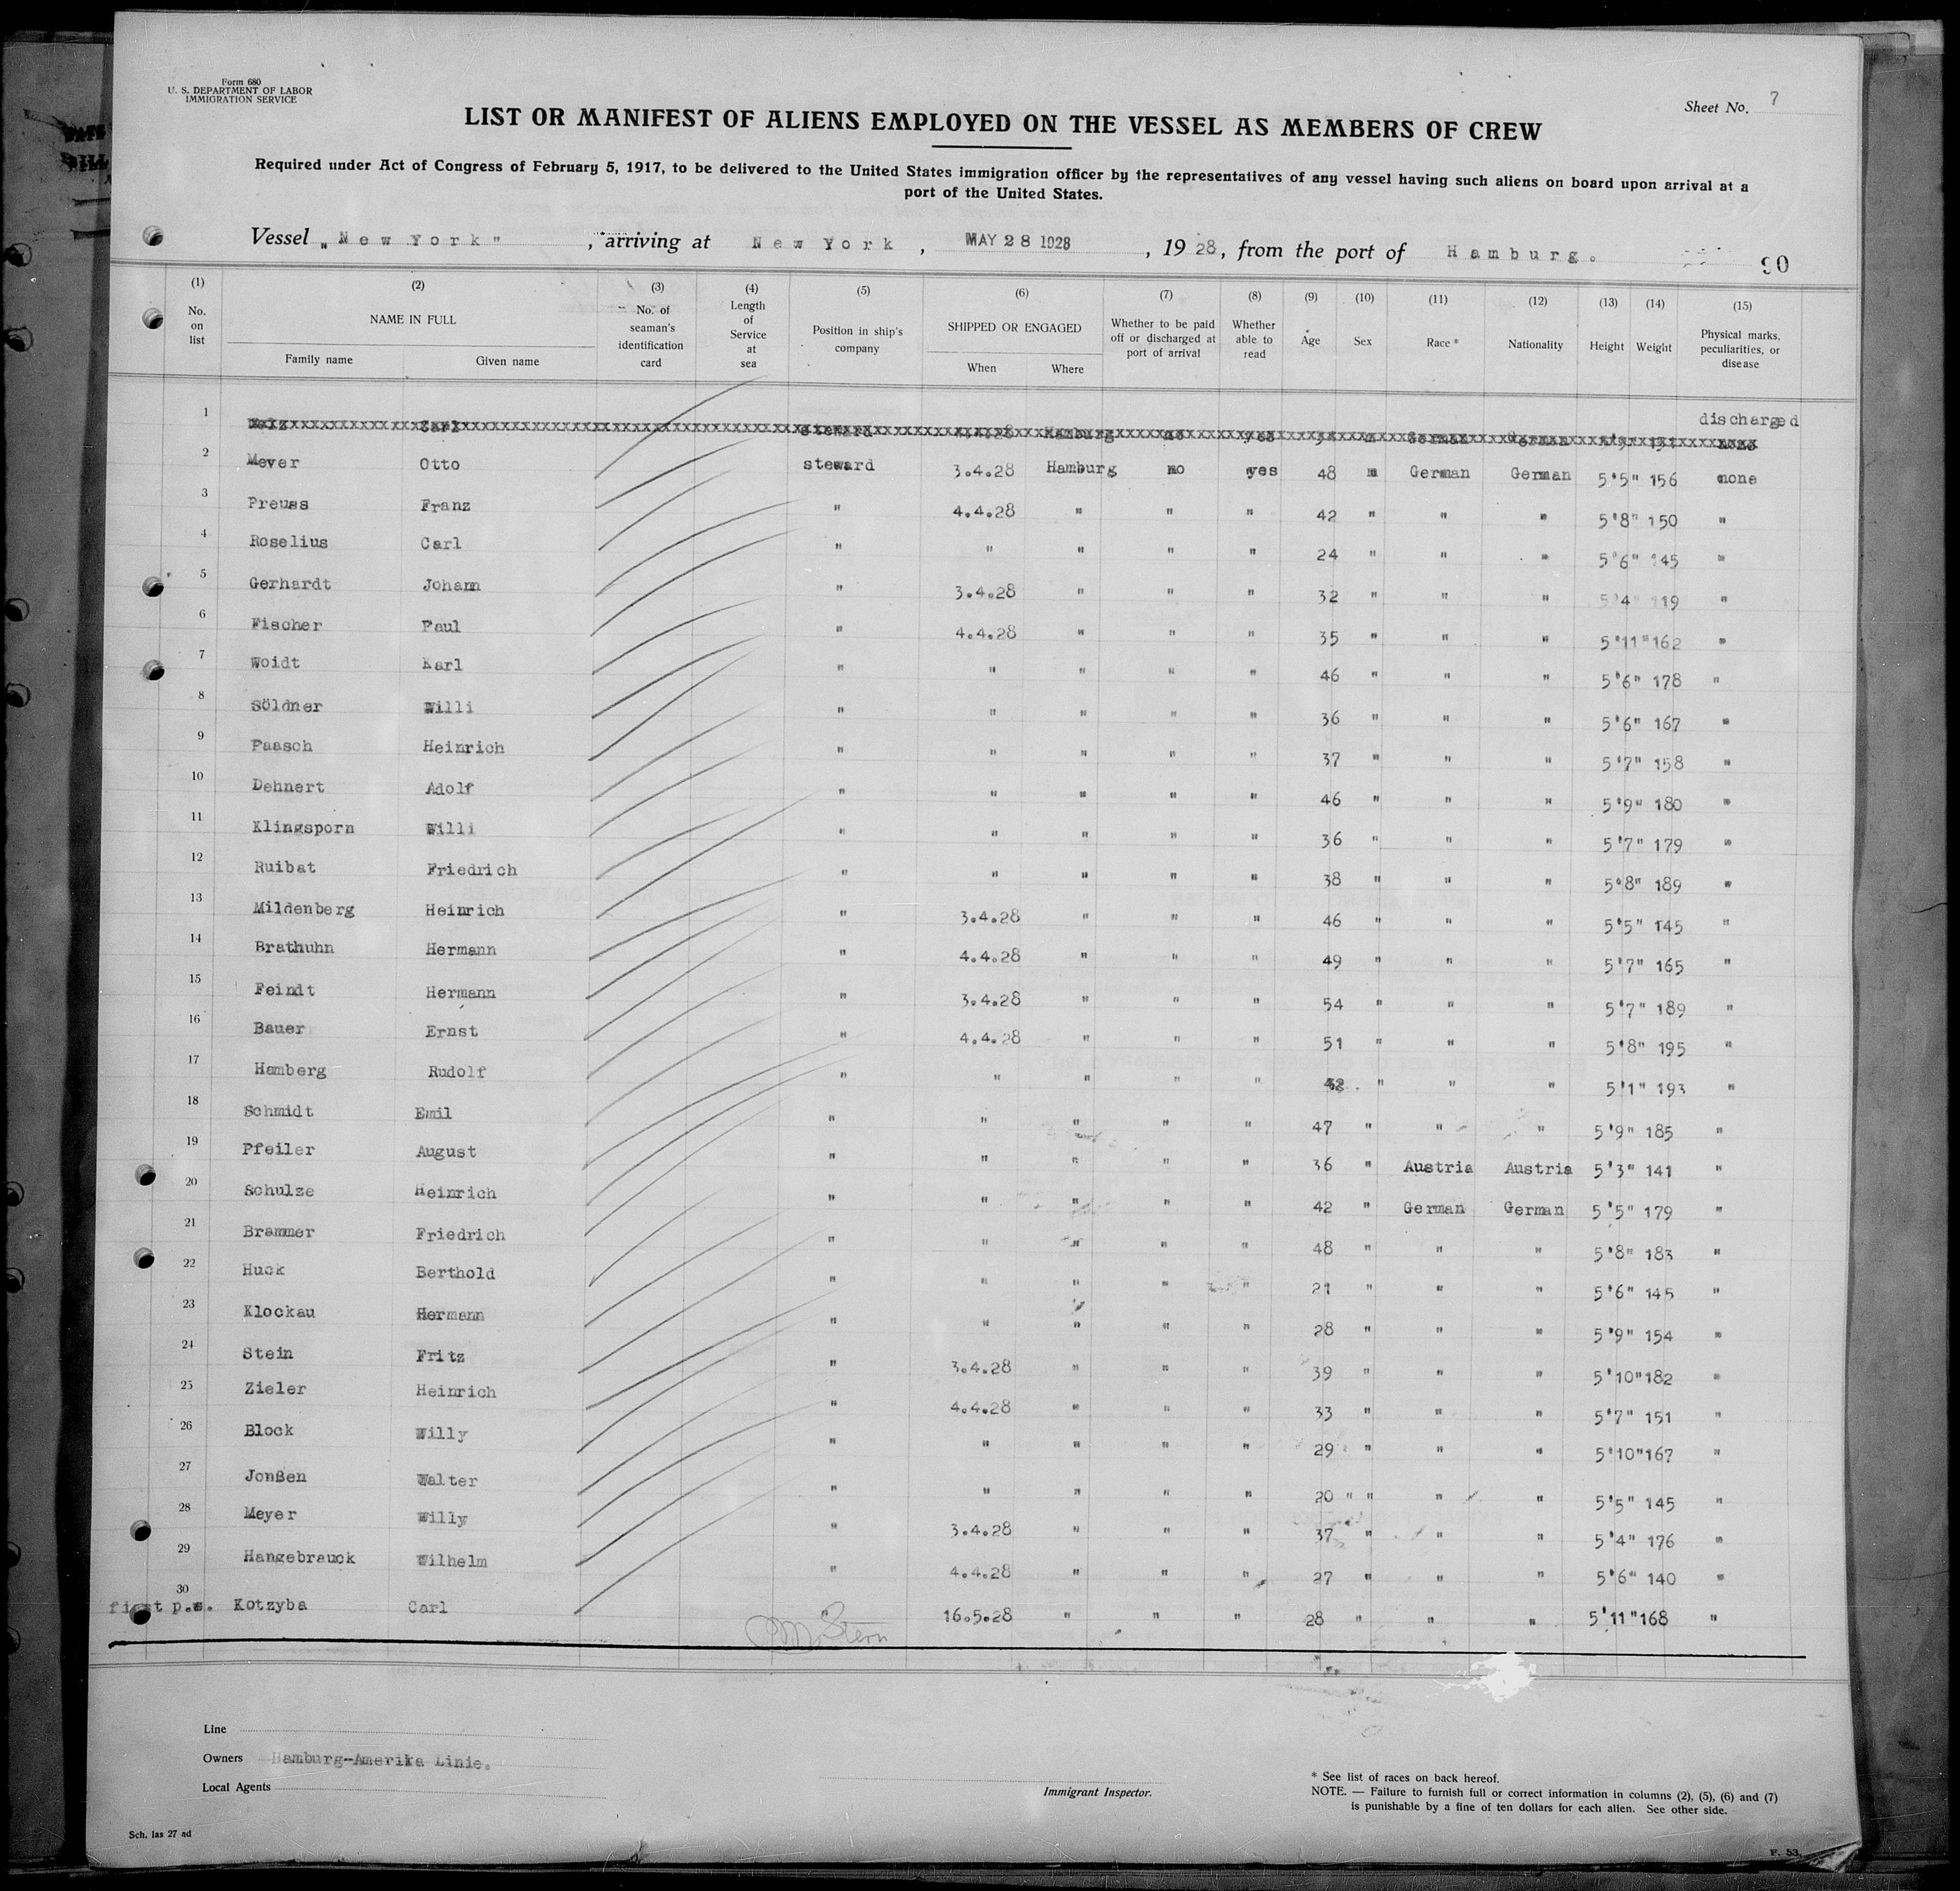 Form 680
U. S. DEPARTMENT OF LABOR
IMMIGRATION SERVICE
Sheet No. 7
LIST OR MANIFEST OF ALIENS EMPLOYED ON THE VESSEL AS MEMBERS OF CREW
Required under Act of Congress of February 5, 1917, to be delivered to the United States immigration officer by the representatives of any vessel having such aliens on board upon arrival at a
port of the United States.
Vessel „New York" , arriving at New York , MAY 28 1928 , 1928, from the port of Hamburg. 90
(1) (2) (3) (4) (5) (6) (7) (8) (9) (10) (11) (12) (13) (14) (15)
No. on list NAME IN FULL Family name Given name No. of seaman's identification card Length of Service at sea Position in ship's company SHIPPED OR ENGAGED When Where Whether to be paid off or discharged at port of arrival Whether able to read Age Sex Race * Nationality Height Weight Physical marks, peculiarities, or disease
1 Carl steward Hamburg no yes German German discharged none
2 Meyer Otto steward 3.4.28 Hamburg no yes 48 m German German 5'5" 156 none
3 Preuss Franz " 4.4.28 " " " 42 " " " 5'8" 150 "
4 Roselius Carl " " " " " 24 " " " 5'6" 145 "
5 Gerhardt Johann " 3.4.28 " " " 32 " " " 5'4" 119 "
6 Fischer Paul " 4.4.28 " " " 35 " " " 5'11" 162 "
7 Woidt Karl " " " " " 46 " " " 5'6" 178 "
8 Söldner Willi " " " " " 36 " " " 5'6" 167 "
9 Paasch Heinrich " " " " " 37 " " " 5'7" 158 "
10 Dehnert Adolf " " " " " 46 " " " 5'9" 180 "
11 Klingsporn Willi " " " " " 36 " " " 5'7" 179 "
12 Ruibat Friedrich " " " " " 38 " " " 5'8" 189 "
13 Mildenberg Heinrich " 3.4.28 " " " 46 " " " 5'5" 145 "
14 Brathuhn Hermann " 4.4.28 " " " 49 " " " 5'7" 165 "
15 Feindt Hermann " 3.4.28 " " " 54 " " " 5'7" 189 "
16 Bauer Ernst " 4.4.28 " " " 51 " " " 5'8" 195 "
17 Hamberg Rudolf " " " " " " " " 5'1" 193 "
18 Schmidt Emil " " " " " 47 " " " 5'9" 185 "
19 Pfeiler August " " " " " 36 " Austria Austria 5'3" 141 "
20 Schulze Heinrich " " " " " 42 " German German 5'5" 179 "
21 Brammer Friedrich " " " " " 48 " " " 5'8" 183 "
22 Huck Berthold " " " " " 21 " " " 5'6" 145 "
23 Klockau Hermann " " " " " 28 " " " 5'9" 154 "
24 Stein Fritz " 3.4.28 " " " 39 " " " 5'10" 182 "
25 Zieler Heinrich " 4.4.28 " " " 33 " " " 5'7" 151 "
26 Block Willy " " " " " 29 " " " 5'10" 167 "
27 Jonßen Walter " " " " " 20 " " " " 5'5" 145 "
28 Meyer Willy " 3.4.28 " " " 37 " " " 5'4" 176 "
29 Hangebrauck Wilhelm " 4.4.28 " " " 27 " " " 5'6" 140 "
30 Kotzyba Carl " 16.5.28 " " " 28 " " " 5'11" 168 "
first p.s.
Stern
Line
Owners Hamburg-Amerika Linie.
Local Agents
Immigrant Inspector.
* See list of races on back hereof.
NOTE. — Failure to furnish full or correct information in columns (2), (5), (6) and (7)
is punishable by a fine of ten dollars for each alien. See other side.
Sch. las 27 ad
F. 53.